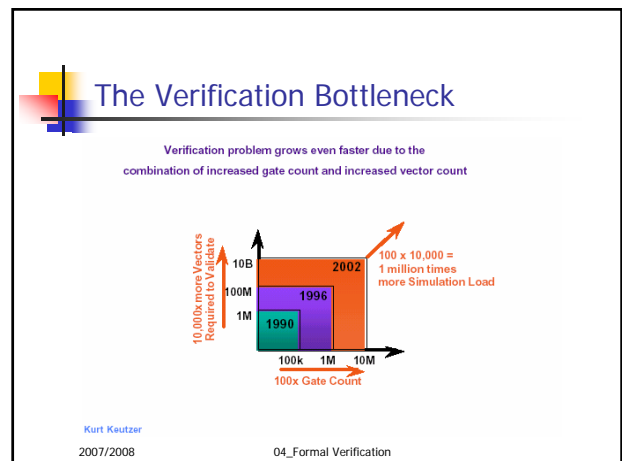 The Verification Bottleneck
Verification problem grows even faster due to the
combination of increased gate count and increased vector count
10,000x more Vectors
Required to Validate
10B
100M
1M
2002
1996
1990
100 x 10,000 =
1 million times
more Simulation Load
100k 1M 10M
100x Gate Count
Kurt Keutzer
2007/2008 04_Formal Verification